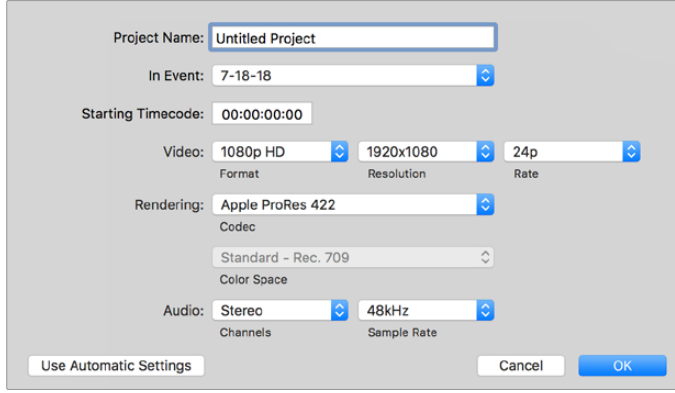 Project Name: Untitled Project
In Event: 7-18-18
Starting Timecode: 00:00:00:00
Video: 1080p HD 1920x1080 24p
Format Resolution Rate
Rendering: Apple ProRes 422
Codec
Standard - Rec. 709
Color Space
Audio: Stereo 48kHz
Channels Sample Rate
Use Automatic Settings Cancel OK